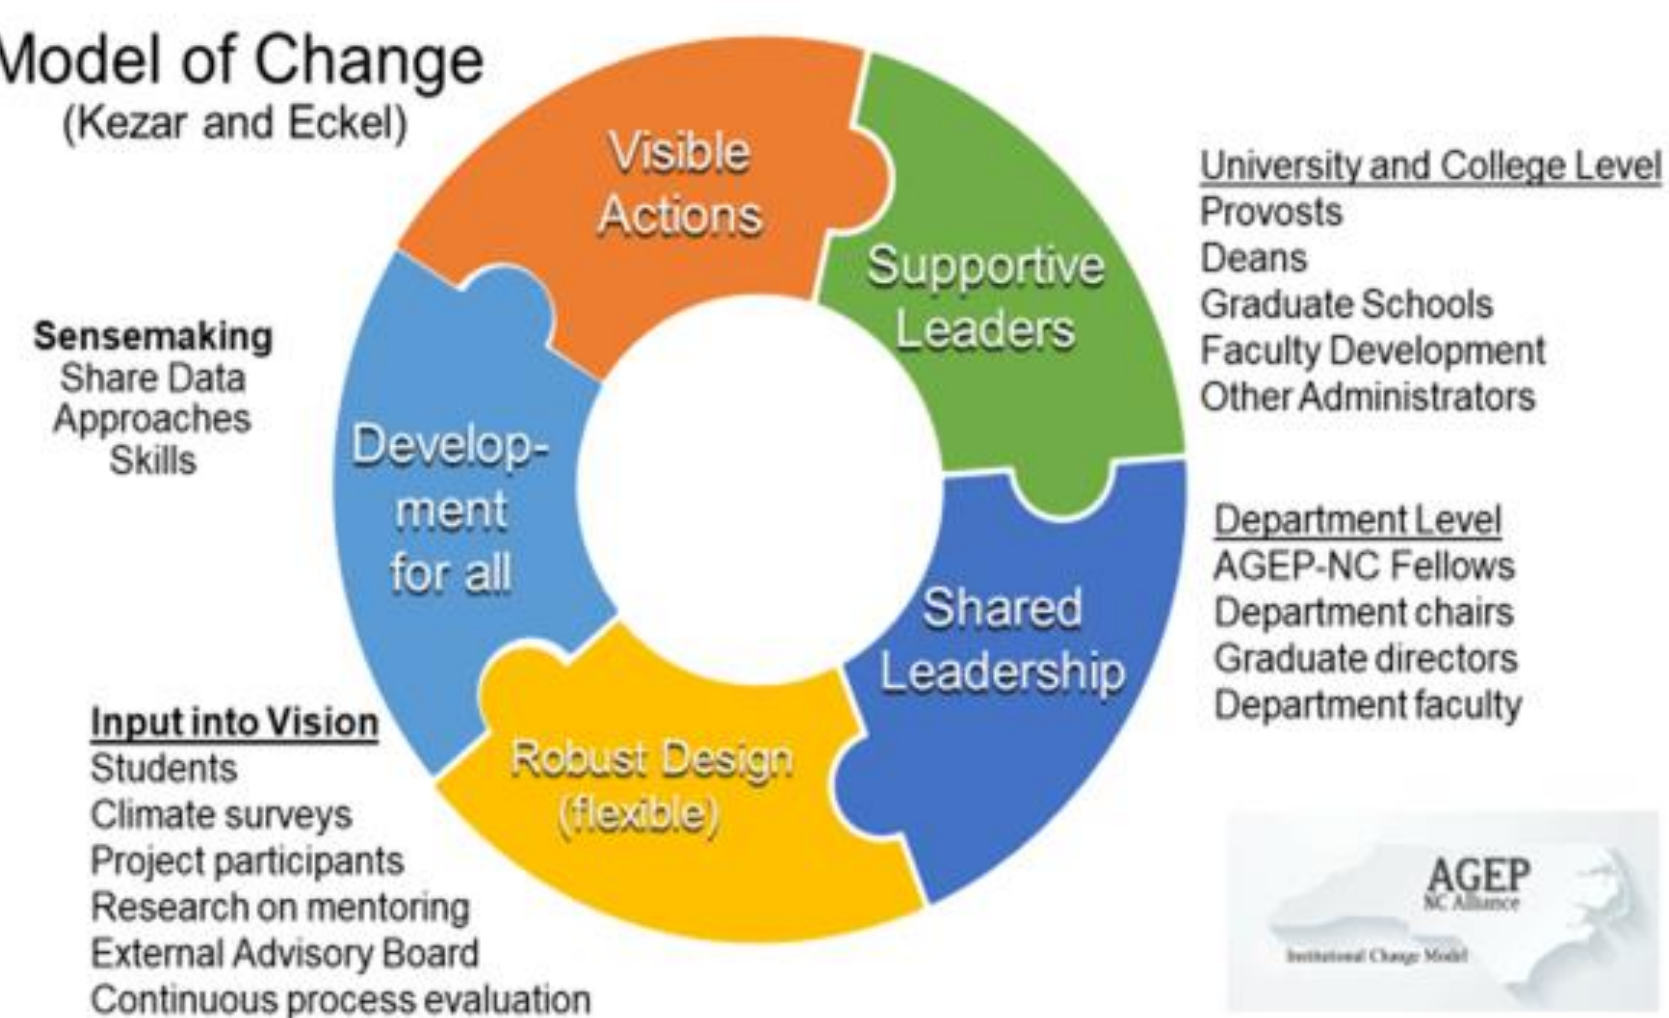 Model of Change
(Kezar and Eckel)
Visible
Actions
Supportive
Leaders
University and College Level
Provosts
Deans
Graduate Schools
Faculty Development
Other Administrators
Sensemaking
Share Data
Approaches
Skills
Develop-
ment
for all
Department Level
AGEP-NC Fellows
Department chairs
Graduate directors
Department faculty
Shared
Leadership
Robust Design
(flexible)
Input into Vision
Students
Climate surveys
Project participants
Research on mentoring
External Advisory Board
Continuous process evaluation
AGEP
NC Alliance
Institutional Change Model